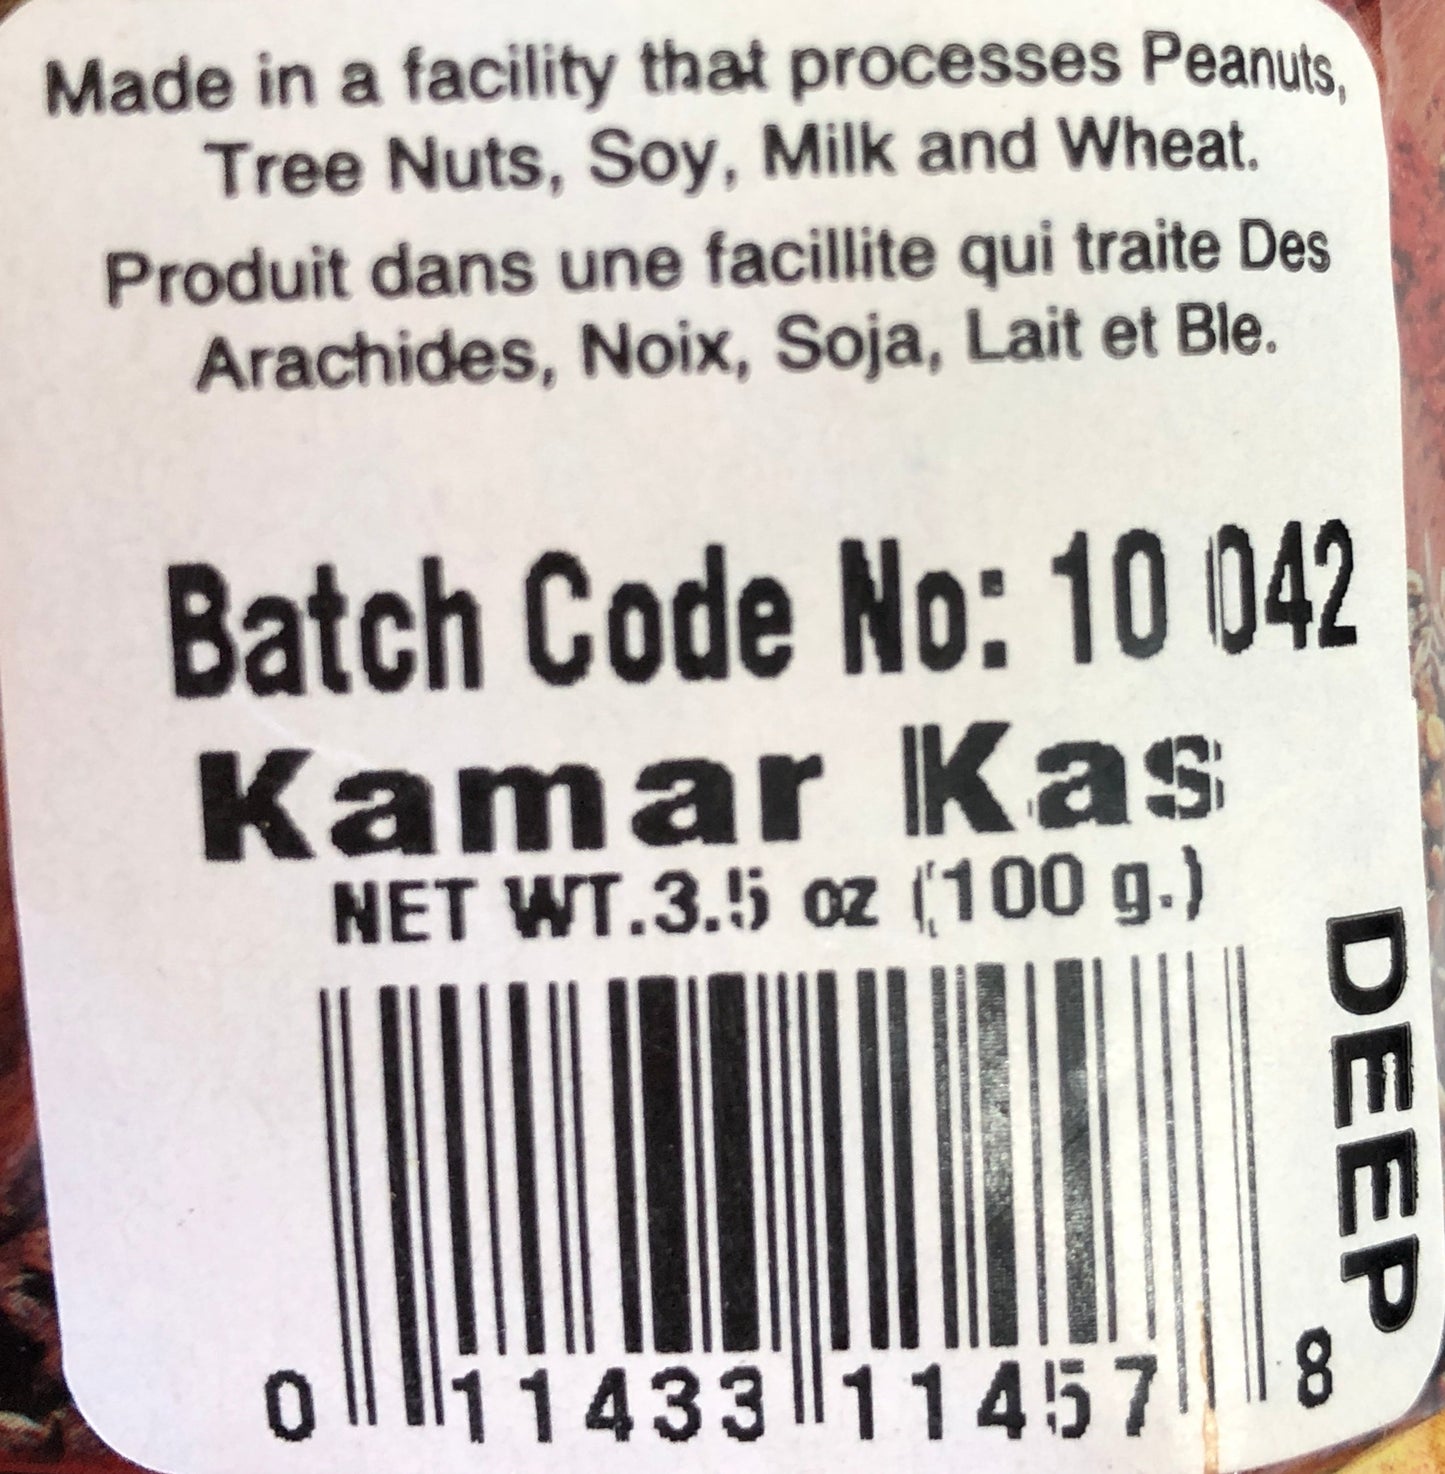 Made in a facility that processes Peanuts,
Tree Nuts, Soy, Milk and Wheat.
Produit dans une facillite qui traite Des
Arachides, Noix, Soja, Lait et Ble.
Batch Code No: 10 042
Kamar Kas
NET WT.3.5 oz (100 g.)
DEEP
0 11433 11457 8